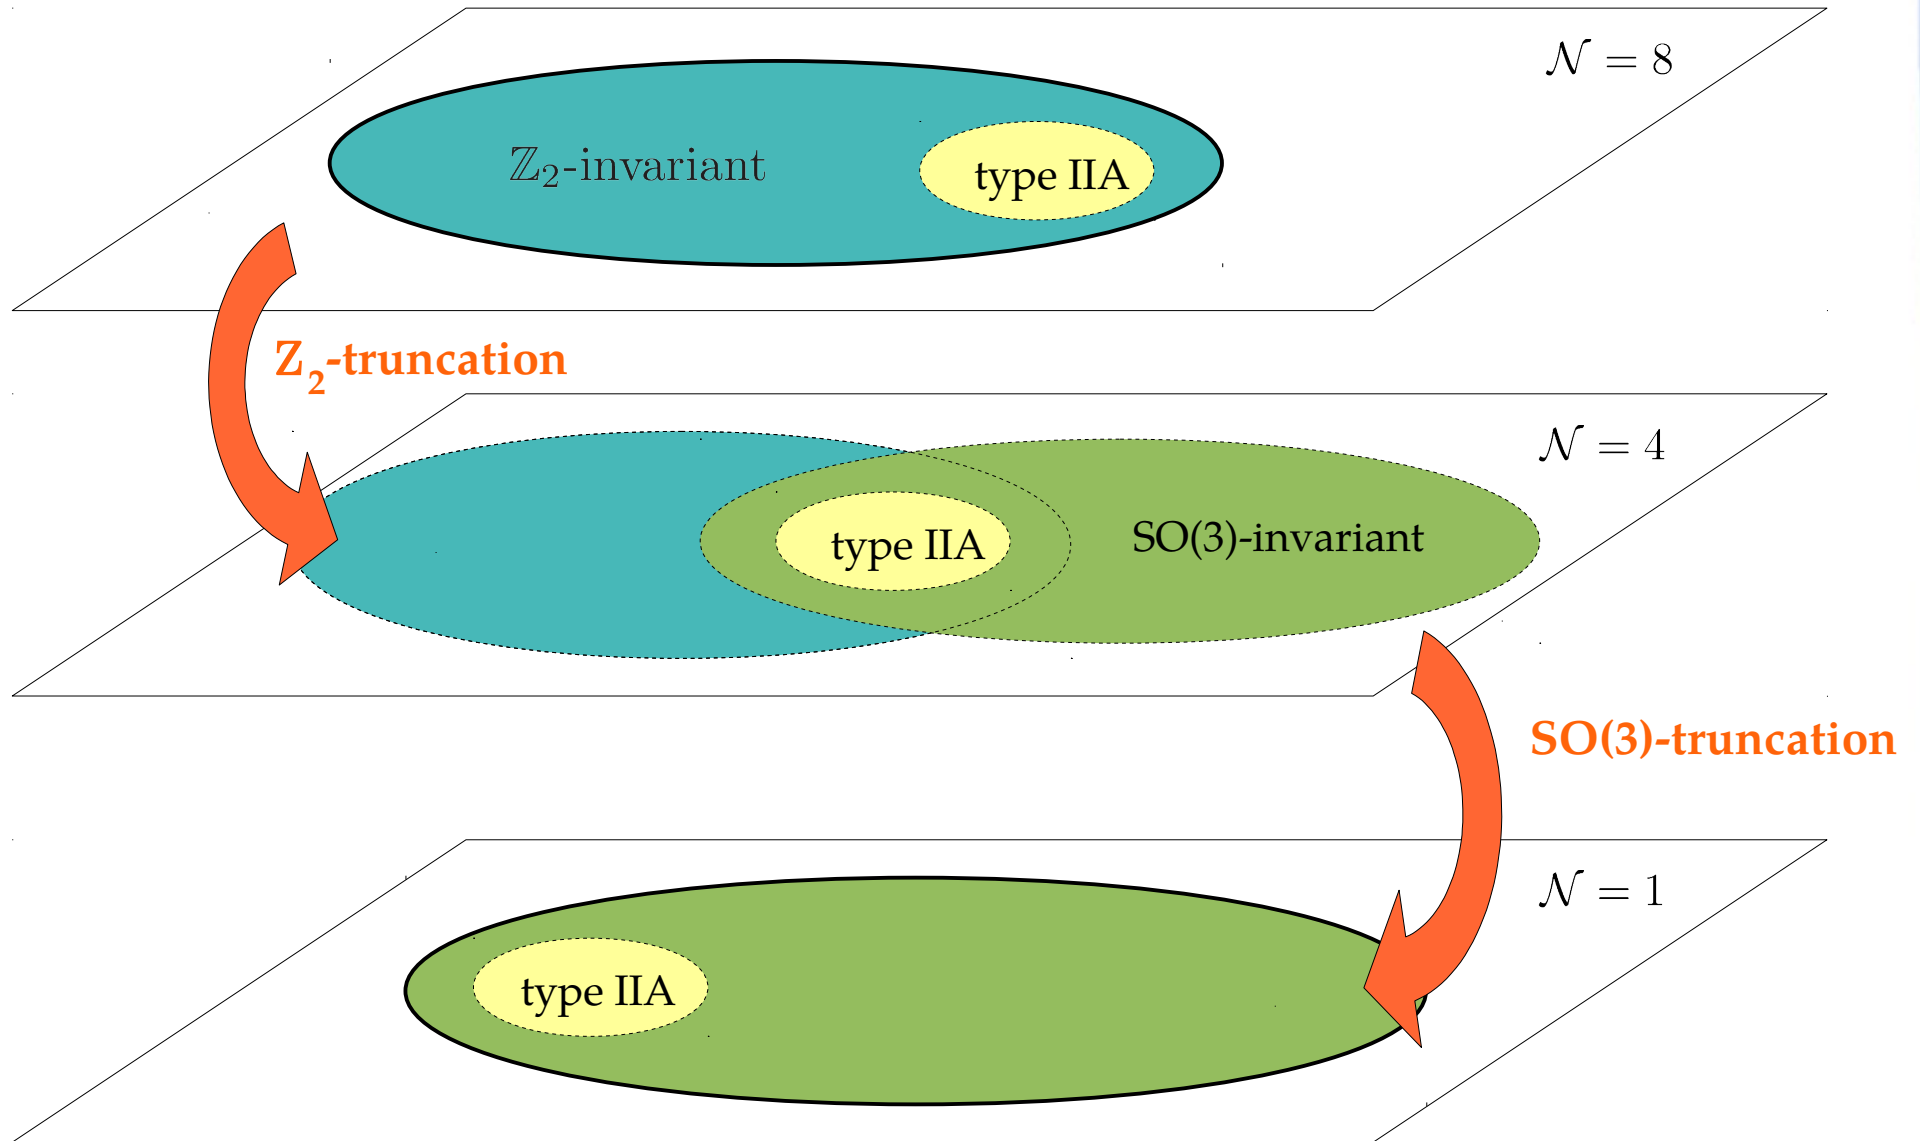 𝒩 = 8
ℤ₂-invariant
type IIA
Z₂-truncation
𝒩 = 4
type IIA
SO(3)-invariant
SO(3)-truncation
𝒩 = 1
type IIA